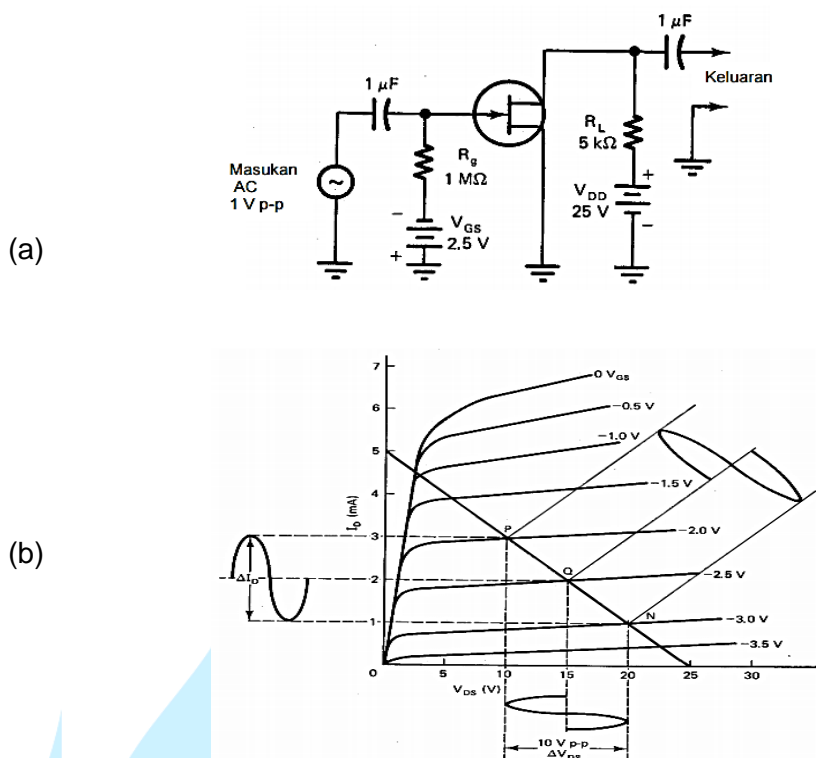 1 μF
Keluaran
1 μF
R_L
5 kΩ
R_g
1 MΩ
Masukan
AC
1 V p-p
+
V_DD
25 V
−
−
V_GS
2.5 V
+
(a)
7
0 V_GS
6
−0.5 V
−1.0 V
5
−1.5 V
4
I_D (mA)
P
−2.0 V
3
(b)
ΔI_D
Q
2
−2.5 V
N
−3.0 V
1
−3.5 V
0
5
10
15
20
25
30
V_DS (V)
10 V p-p
ΔV_DS